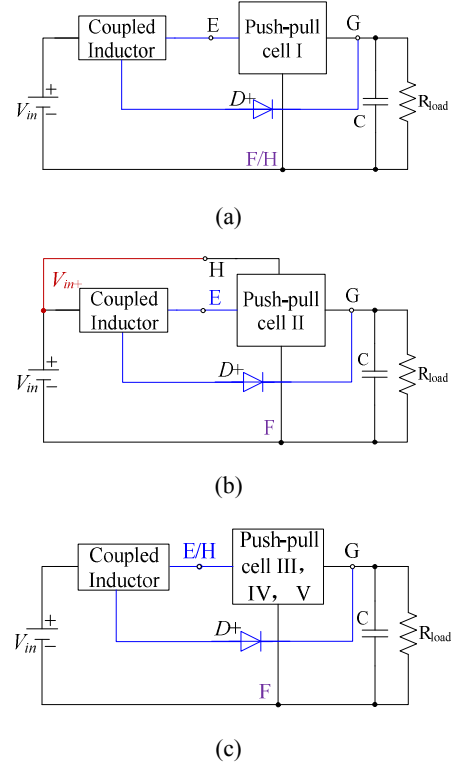 Coupled
Inductor
E
Push-pull
cell I
G
V_in
+
−
D+
C
R_load
F/H
(a)
H
V_in+
Coupled
Inductor
E
Push-pull
cell II
G
V_in
+
−
D+
C
R_load
F
(b)
Coupled
Inductor
E/H
Push-pull
cell III,
IV, V
G
V_in
+
−
D+
C
R_load
F
(c)